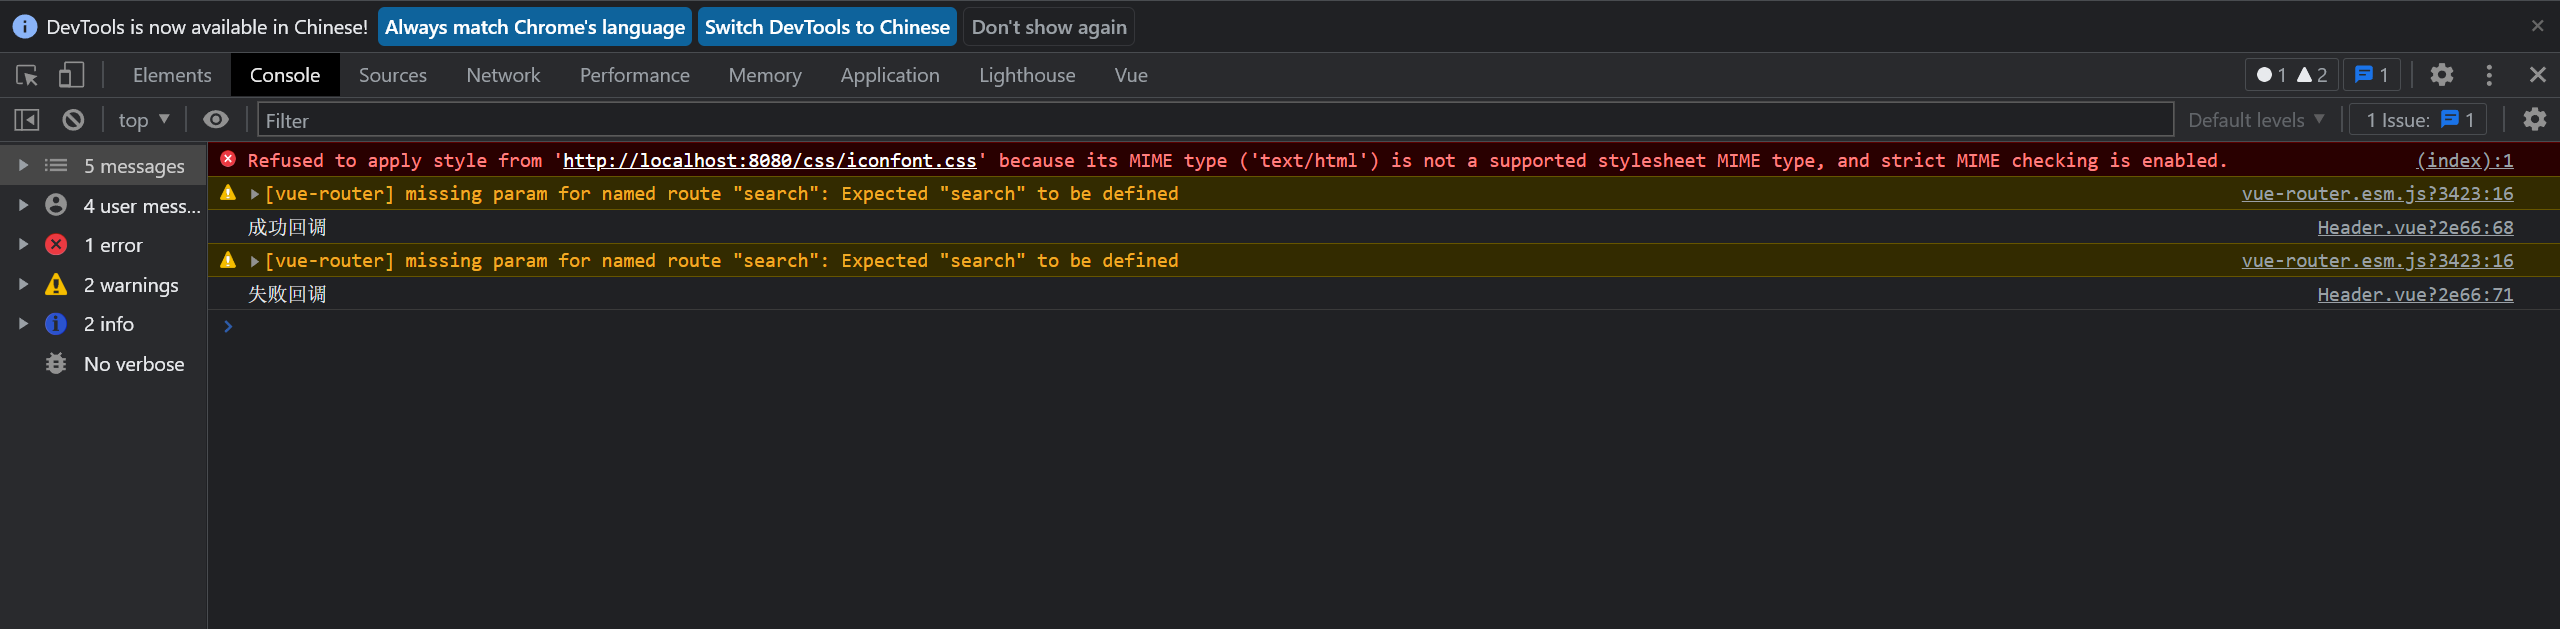 DevTools is now available in Chinese! Always match Chrome's language Switch DevTools to Chinese Don't show again
Elements Console Sources Network Performance Memory Application Lighthouse Vue 1 2 1
top Filter Default levels 1 Issue: 1
5 messages
4 user mess...
1 error
2 warnings
2 info
No verbose
Refused to apply style from 'http://localhost:8080/css/iconfont.css' because its MIME type ('text/html') is not a supported stylesheet MIME type, and strict MIME checking is enabled. (index):1
[vue-router] missing param for named route "search": Expected "search" to be defined vue-router.esm.js?3423:16
成功回调 Header.vue?2e66:68
[vue-router] missing param for named route "search": Expected "search" to be defined vue-router.esm.js?3423:16
失败回调 Header.vue?2e66:71